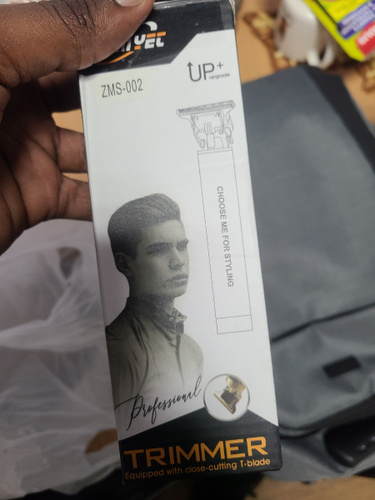 ZMS-002
UP+
upgrade
CHOOSE ME FOR STYLING
Professional
TRIMMER
Equipped with close-cutting T-blade